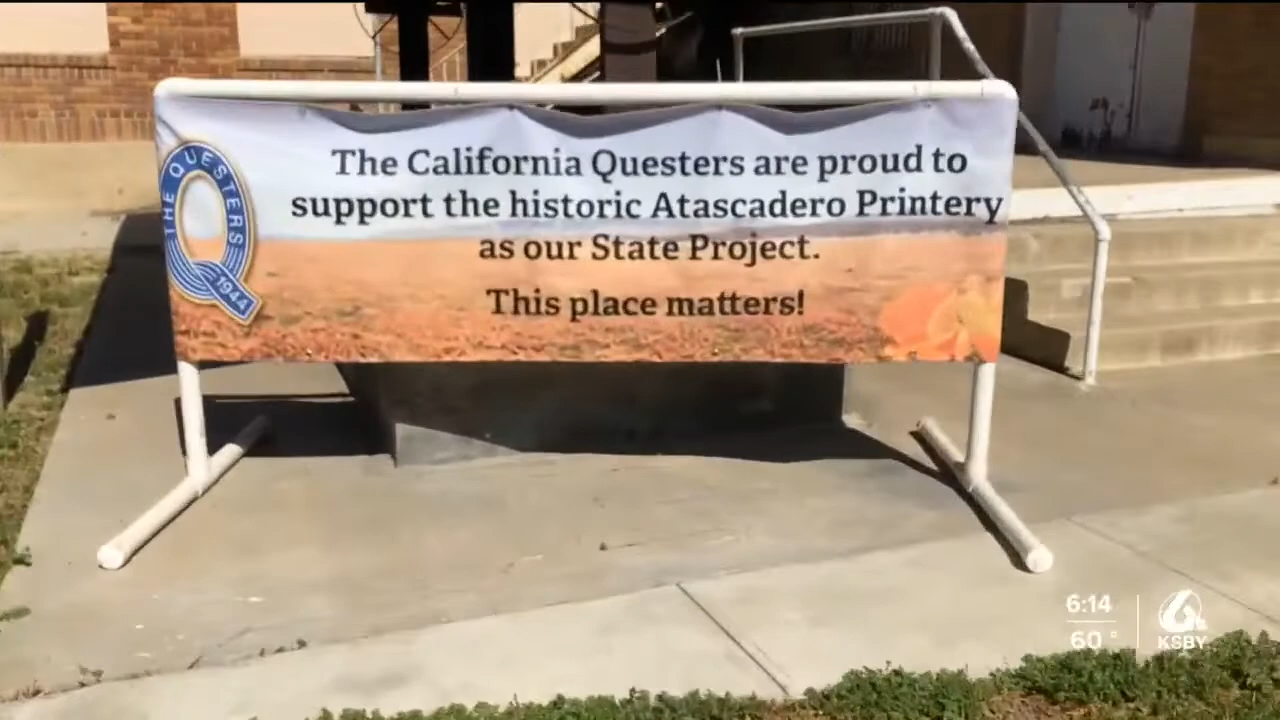 The California Questers are proud to
support the historic Atascadero Printery
as our State Project.
This place matters!
THE QUESTERS
1944
6:14
60°
6
KSBY